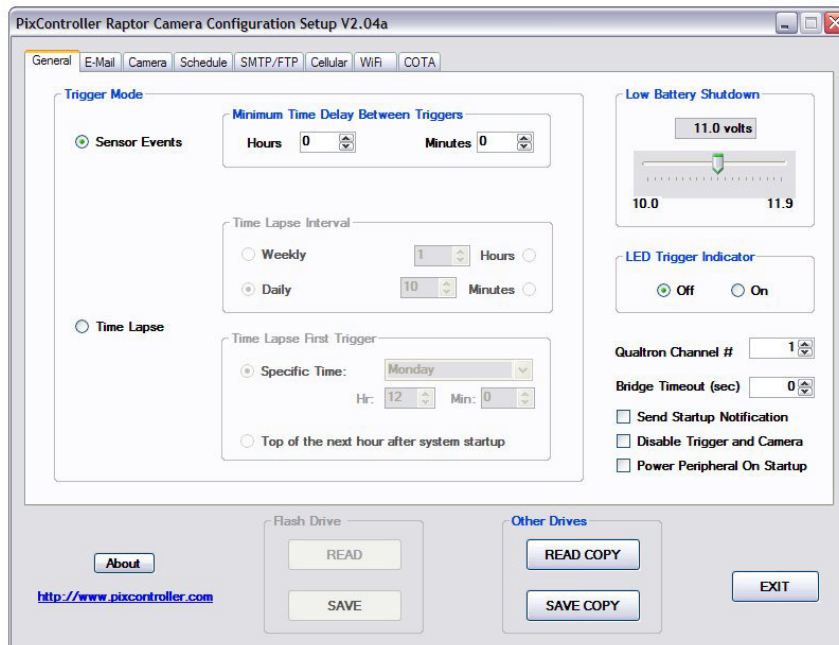 PixController Raptor Camera Configuration Setup V2.04a
General E-Mail Camera Schedule SMTP/FTP Cellular WiFi COTA
Trigger Mode
Sensor Events
Minimum Time Delay Between Triggers
Hours 0 Minutes 0
Time Lapse Interval
Weekly 1 Hours
Daily 10 Minutes
Time Lapse
Time Lapse First Trigger
Specific Time: Monday
Hr: 12 Min: 0
Top of the next hour after system startup
Low Battery Shutdown
11.0 volts
10.0 11.9
LED Trigger Indicator
Off On
Qualtron Channel # 1
Bridge Timeout (sec) 0
Send Startup Notification
Disable Trigger and Camera
Power Peripheral On Startup
About
http://www.pixcontroller.com
Flash Drive
READ
SAVE
Other Drives
READ COPY
SAVE COPY
EXIT